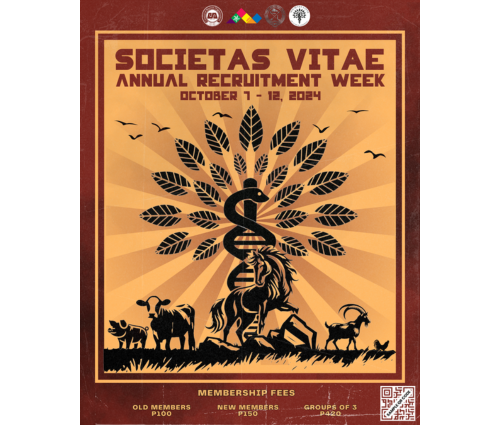 SOCIETAS VITAE
ANNUAL RECRUITMENT WEEK
OCTOBER 7 - 12, 2024
MEMBERSHIP FEES
OLD MEMBERS
P100
NEW MEMBERS
P150
GROUPS OF 3
P420